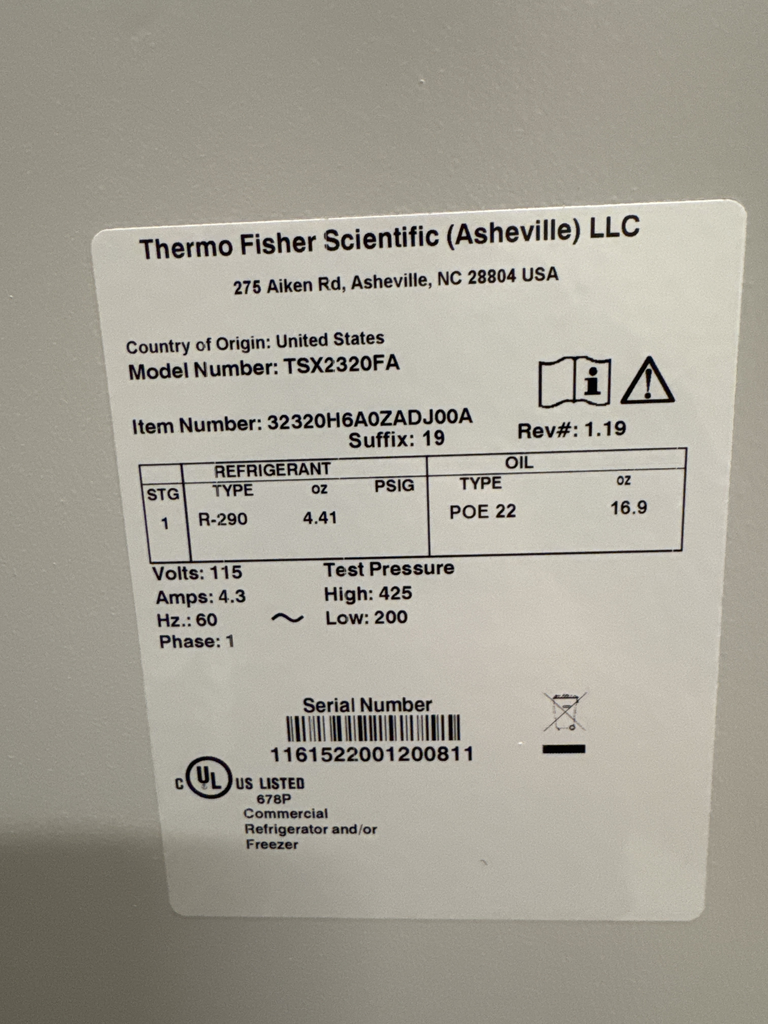 Thermo Fisher Scientific (Asheville) LLC
275 Aiken Rd, Asheville, NC 28804 USA
Country of Origin: United States
Model Number: TSX2320FA
Item Number: 32320H6A0ZADJ00A
Suffix: 19 Rev#: 1.19
REFRIGERANT OIL
STG TYPE oz PSIG TYPE oz
1 R-290 4.41 POE 22 16.9
Volts: 115 Test Pressure
Amps: 4.3 High: 425
Hz.: 60 ~ Low: 200
Phase: 1
Serial Number
1161522001200811
C UL US LISTED
678P
Commercial
Refrigerator and/or
Freezer